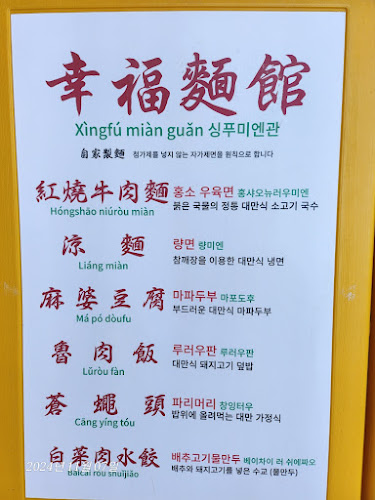 幸福麵館
Xìngfú miàn guǎn 싱푸미엔관
自家製麵 첨가제를 넣지 않는 자가제면을 원칙으로 합니다
紅燒牛肉麵 홍소 우육면 홍샤오뉴러우미엔
Hóngshāo niúròu miàn 붉은 국물의 정통 대만식 소고기 국수
涼麵 량면 량미엔
Liáng miàn 참깨장을 이용한 대만식 냉면
麻婆豆腐 마파두부 마포도후
Má pó dòufu 부드러운 대만식 마파두부
魯肉飯 루러우판 루러우판
Lǔròu fàn 대만식 돼지고기 덮밥
蒼蠅頭 파리머리 창잉터우
Cāng yíng tóu 밥위에 올려먹는 대만 가정식
白菜肉水餃 배추고기물만두 베이차이 러 쉬에쨔오
Báicài ròu shuǐjiǎo 배추와 돼지고기를 넣은 수교 (물만두)